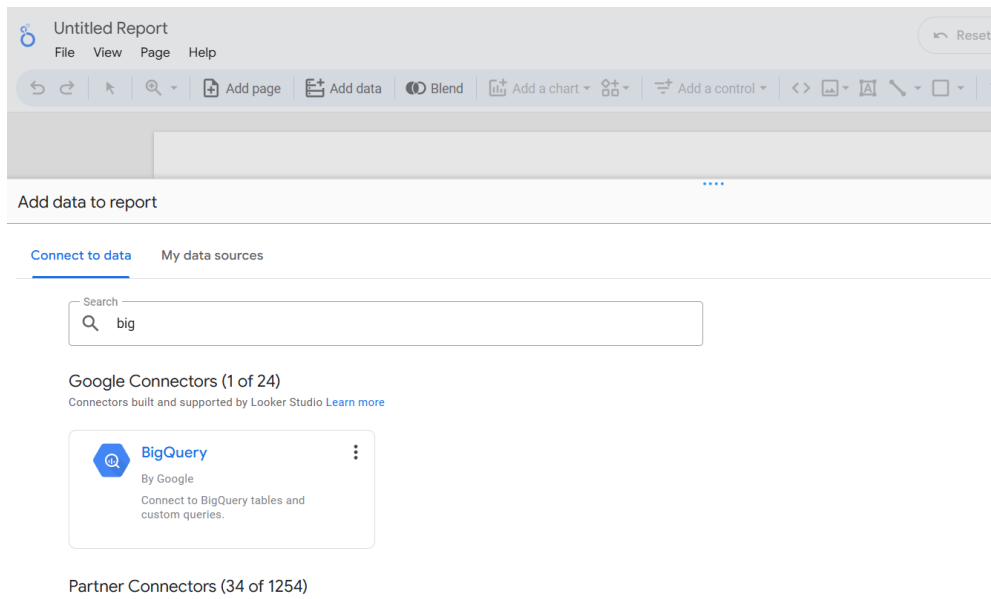 Untitled Report
File View Page Help
Reset
Add page Add data Blend Add a chart Add a control
Add data to report
Connect to data My data sources
Search
big
Google Connectors (1 of 24)
Connectors built and supported by Looker Studio Learn more
BigQuery
By Google
Connect to BigQuery tables and
custom queries.
Partner Connectors (34 of 1254)